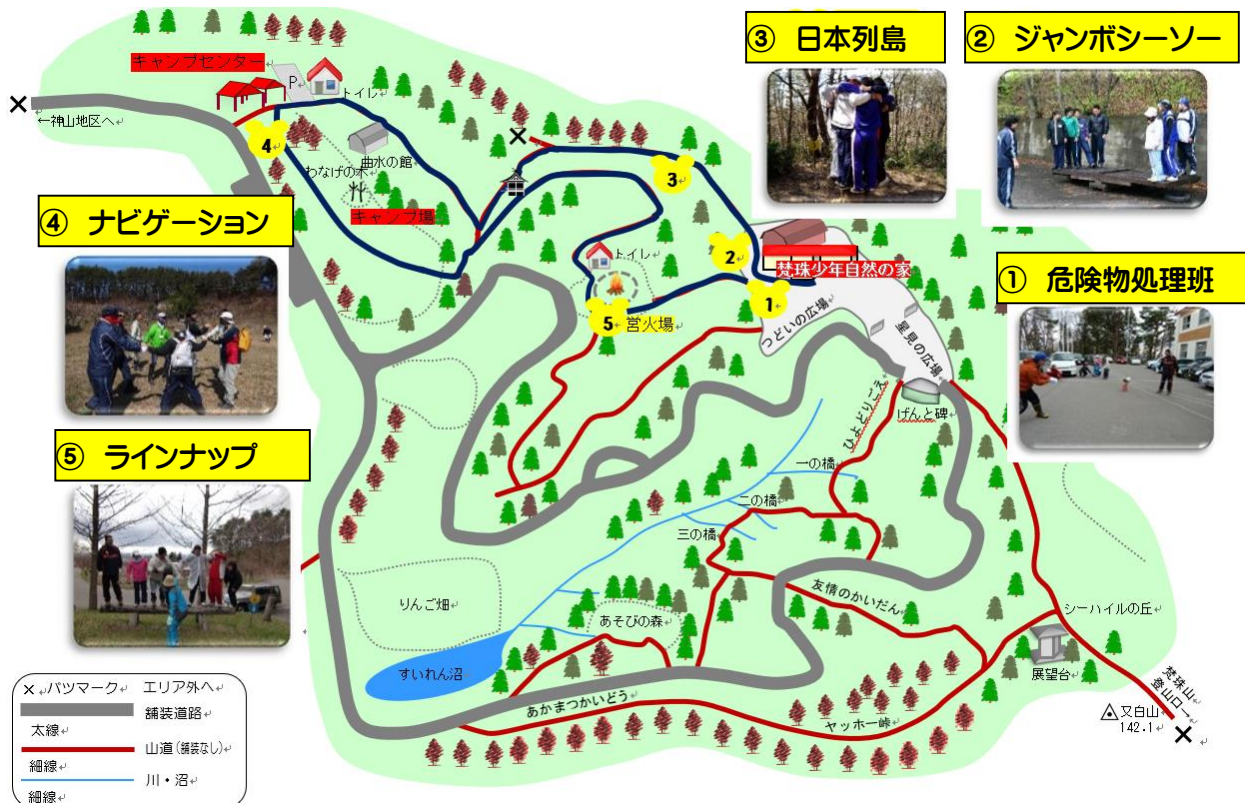 ③ 日本列島
② ジャンボシーソー
キャンプセンター
P
トイレ
←神山地区へ
4
曲水の館
わなげの木
キャンプ場
3
④ ナビゲーション
トイレ
2
梵珠少年自然の家
① 危険物処理班
1
5 営火場
つどいの広場
星見の広場
げんと碑
ひよどりごえ
⑤ ラインナップ
一の橋
二の橋
三の橋
りんご畑
あそびの森
友情のかいだん
シーハイルの丘
すいれん沼
展望台
あかまつかいどう
ヤッホー峠
梵珠山
登山口→
又白山
142.1
× バツマーク エリア外へ
舗装道路
太線
山道(舗装なし)
細線
川・沼
細線